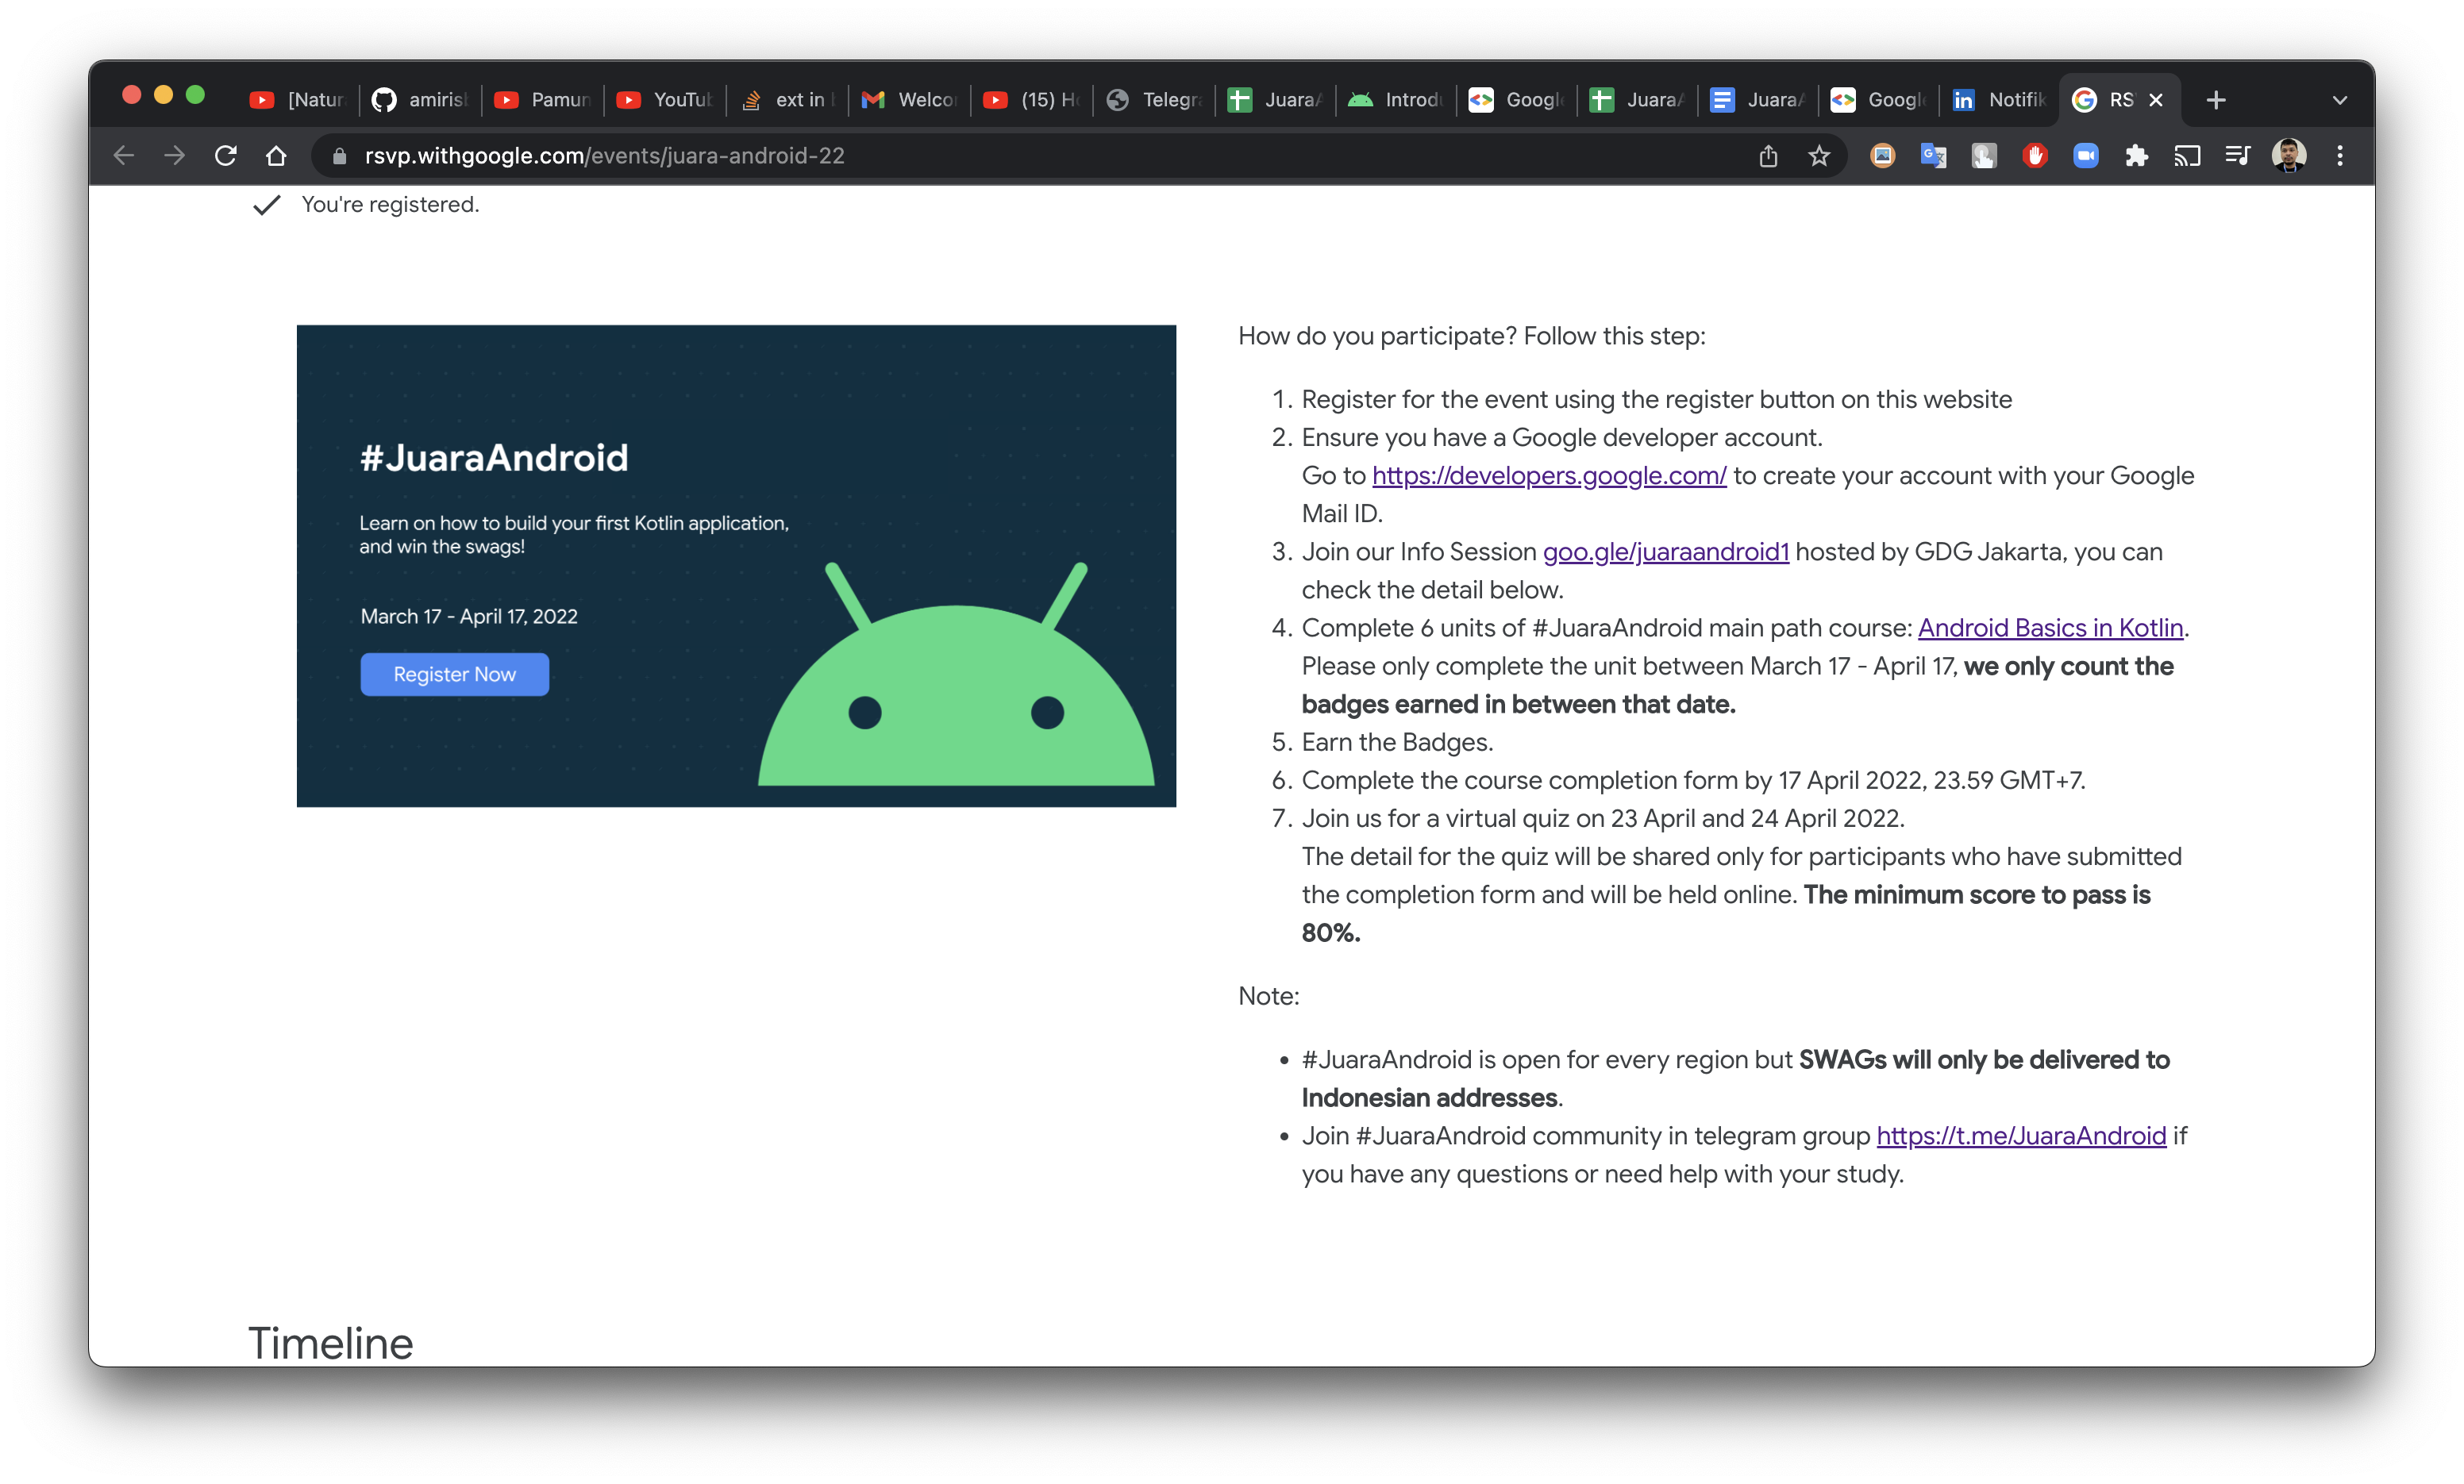 [Natur
amirisb
Pamun
YouTub
ext in
Welco
(15) H
Telegr
JuaraA
Introdu
Googl
JuaraA
JuaraA
Googl
in
Notifik
RS
rsvp.withgoogle.com/events/juara-android-22
You're registered.
#JuaraAndroid
Learn on how to build your first Kotlin application,
and win the swags!
March 17 - April 17, 2022
Register Now
How do you participate? Follow this step:
1. Register for the event using the register button on this website
2. Ensure you have a Google developer account.
Go to https://developers.google.com/ to create your account with your Google
Mail ID.
3. Join our Info Session goo.gle/juaraandroid1 hosted by GDG Jakarta, you can
check the detail below.
4. Complete 6 units of #JuaraAndroid main path course: Android Basics in Kotlin.
Please only complete the unit between March 17 - April 17, we only count the
badges earned in between that date.
5. Earn the Badges.
6. Complete the course completion form by 17 April 2022, 23.59 GMT+7.
7. Join us for a virtual quiz on 23 April and 24 April 2022.
The detail for the quiz will be shared only for participants who have submitted
the completion form and will be held online. The minimum score to pass is
80%.
Note:
• #JuaraAndroid is open for every region but SWAGs will only be delivered to
Indonesian addresses.
• Join #JuaraAndroid community in telegram group https://t.me/JuaraAndroid if
you have any questions or need help with your study.
Timeline